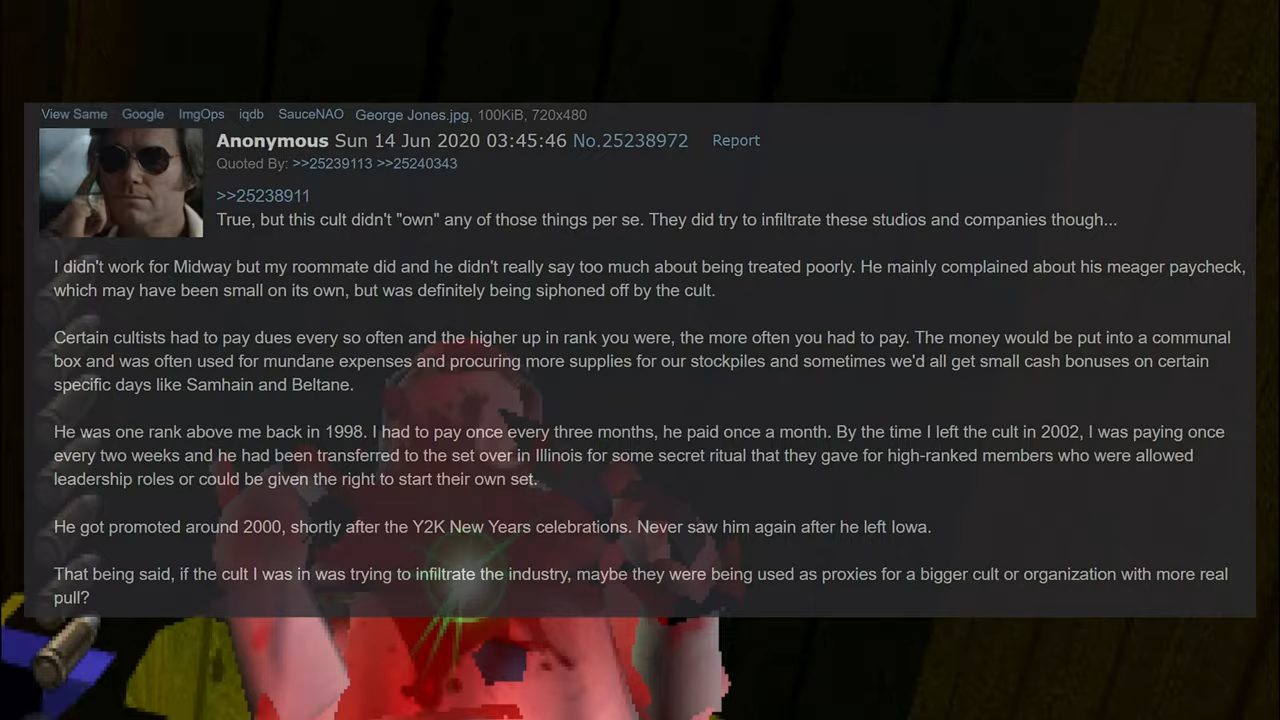 View Same Google ImgOps iqdb SauceNAO George Jones.jpg, 100KiB, 720x480
Anonymous Sun 14 Jun 2020 03:45:46 No.25238972 Report
Quoted By: >>25239113 >>25240343
>>25238911
True, but this cult didn't "own" any of those things per se. They did try to infiltrate these studios and companies though...
I didn't work for Midway but my roommate did and he didn't really say too much about being treated poorly. He mainly complained about his meager paycheck,
which may have been small on its own, but was definitely being siphoned off by the cult.
Certain cultists had to pay dues every so often and the higher up in rank you were, the more often you had to pay. The money would be put into a communal
box and was often used for mundane expenses and procuring more supplies for our stockpiles and sometimes we'd all get small cash bonuses on certain
specific days like Samhain and Beltane.
He was one rank above me back in 1998. I had to pay once every three months, he paid once a month. By the time I left the cult in 2002, I was paying once
every two weeks and he had been transferred to the set over in Illinois for some secret ritual that they gave for high-ranked members who were allowed
leadership roles or could be given the right to start their own set.
He got promoted around 2000, shortly after the Y2K New Years celebrations. Never saw him again after he left Iowa.
That being said, if the cult I was in was trying to infiltrate the industry, maybe they were being used as proxies for a bigger cult or organization with more real
pull?